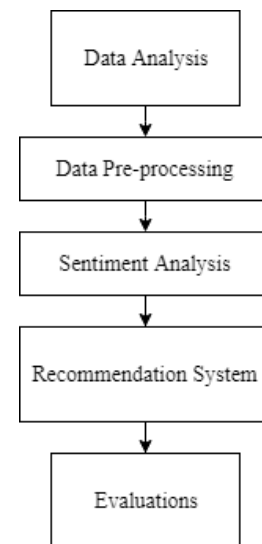 Data Analysis
Data Pre-processing
Sentiment Analysis
Recommendation System
Evaluations